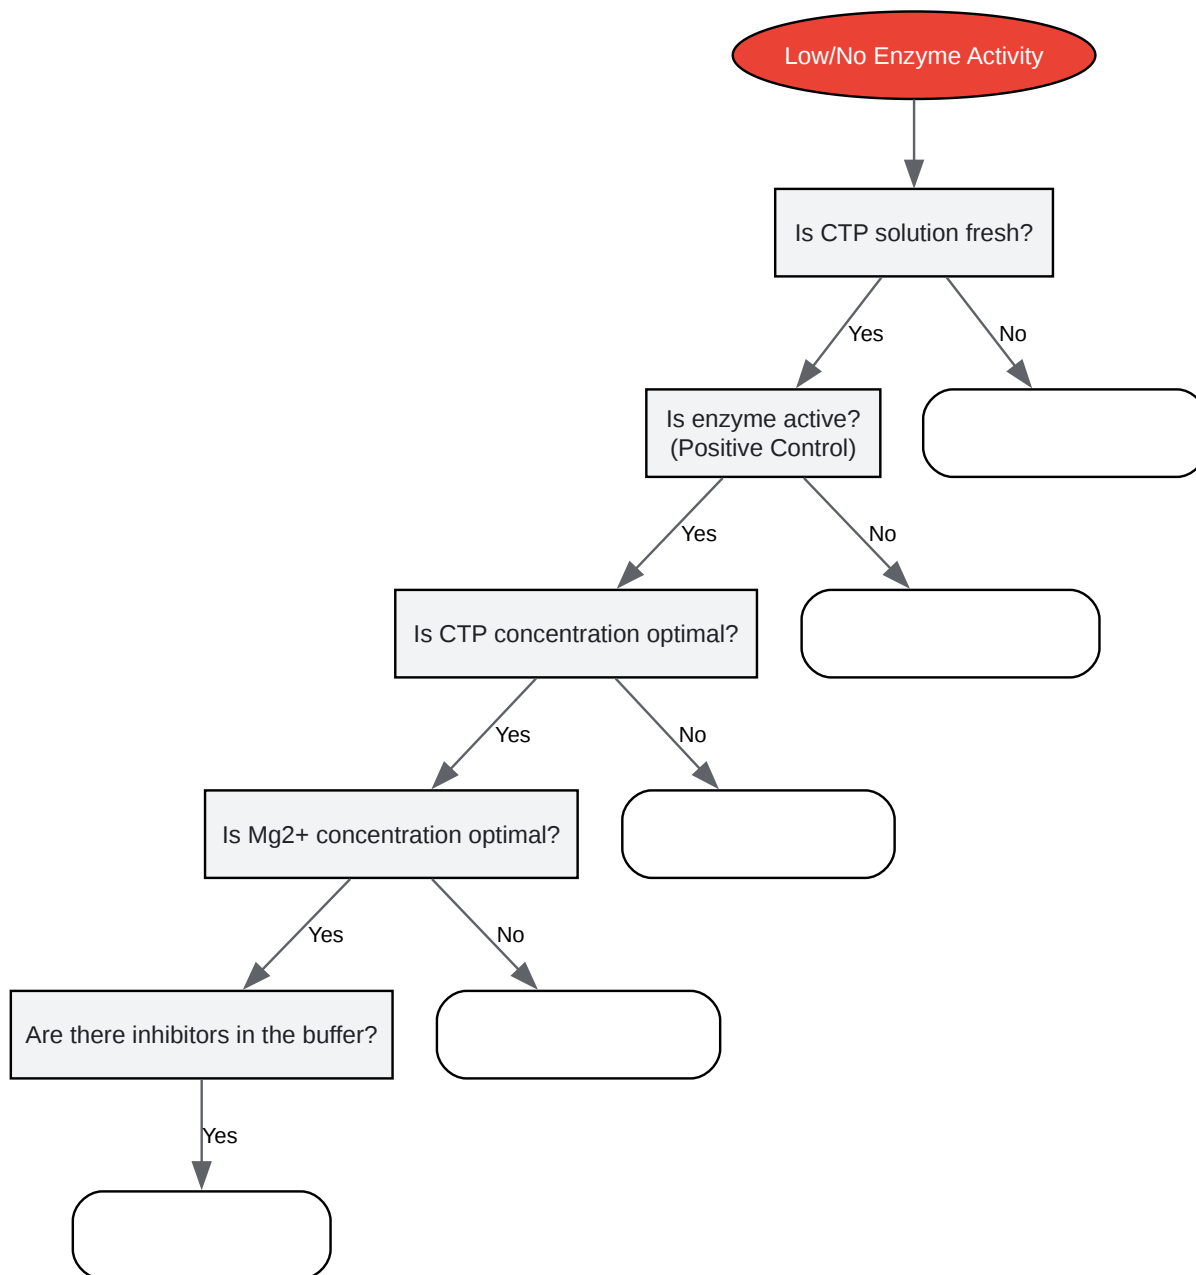 Low/No Enzyme Activity
Is CTP solution fresh?
Yes
No
Is enzyme active?
(Positive Control)
Yes
No
Is CTP concentration optimal?
Yes
No
Is Mg2+ concentration optimal?
Yes
No
Are there inhibitors in the buffer?
Yes